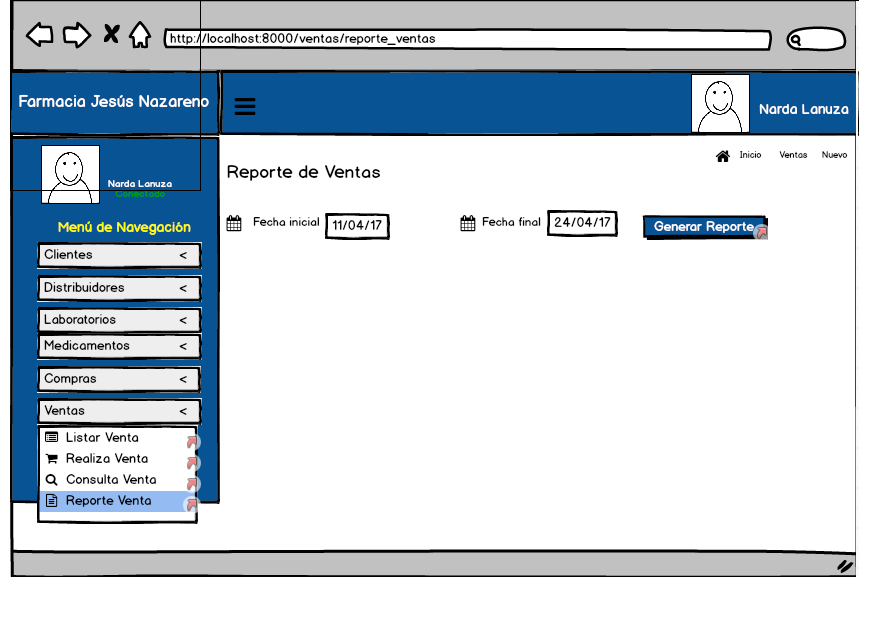 http://localhost:8000/ventas/reporte_ventas
Farmacia Jesús Nazareno
Narda Lanuza
Inicio Ventas Nuevo
Narda Lanuza
Conectado
Reporte de Ventas
Menú de Navegación
Fecha inicial 11/04/17 Fecha final 24/04/17 Generar Reporte
Clientes <
Distribuidores <
Laboratorios <
Medicamentos <
Compras <
Ventas <
Listar Venta
Realiza Venta
Consulta Venta
Reporte Venta